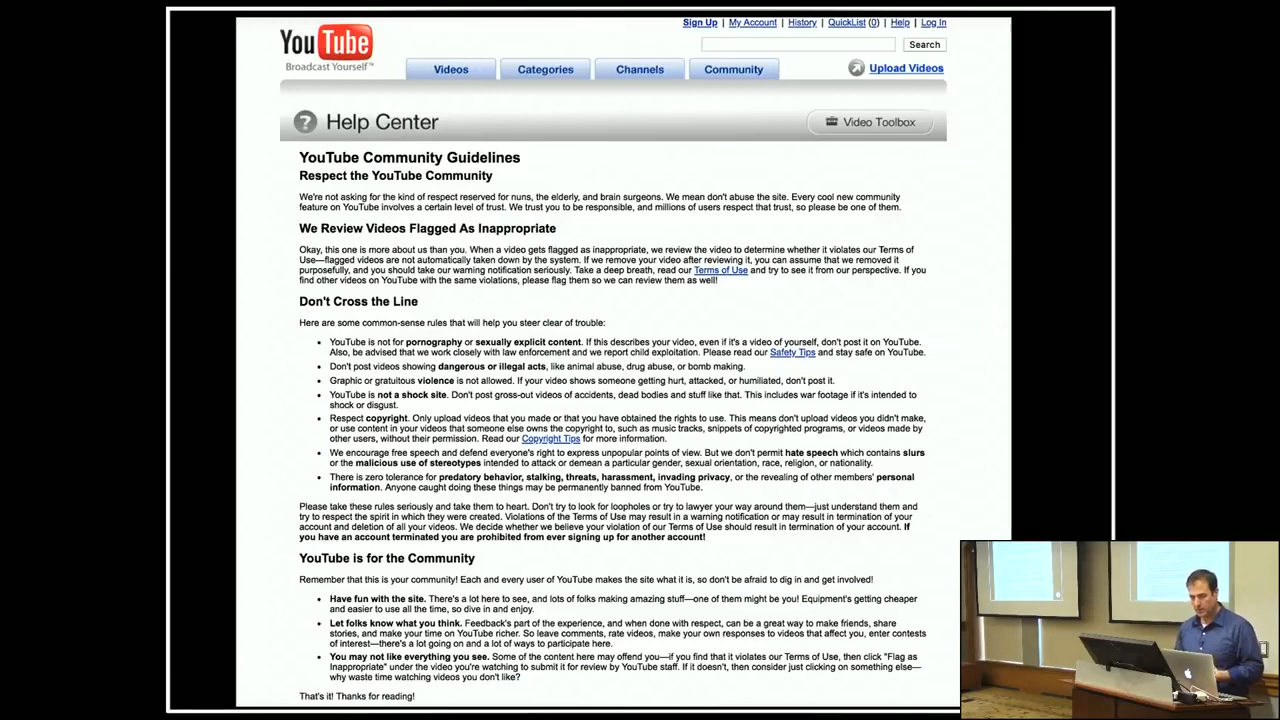 Sign Up | My Account | History | QuickList (0) | Help | Log In
YouTube
Broadcast Yourself™
Search
Videos
Categories
Channels
Community
Upload Videos
? Help Center
Video Toolbox
YouTube Community Guidelines
Respect the YouTube Community
We're not asking for the kind of respect reserved for nuns, the elderly, and brain surgeons. We mean don't abuse the site. Every cool new community
feature on YouTube involves a certain level of trust. We trust you to be responsible, and millions of users respect that trust, so please be one of them.
We Review Videos Flagged As Inappropriate
Okay, this one is more about us than you. When a video gets flagged as inappropriate, we review the video to determine whether it violates our Terms of
Use—flagged videos are not automatically taken down by the system. If we remove your video after reviewing it, you can assume that we removed it
purposefully, and you should take our warning notification seriously. Take a deep breath, read our Terms of Use and try to see it from our perspective. If you
find other videos on YouTube with the same violations, please flag them so we can review them as well!
Don't Cross the Line
Here are some common-sense rules that will help you steer clear of trouble:
• YouTube is not for pornography or sexually explicit content. If this describes your video, even if it's a video of yourself, don't post it on YouTube.
Also, be advised that we work closely with law enforcement and we report child exploitation. Please read our Safety Tips and stay safe on YouTube.
• Don't post videos showing dangerous or illegal acts, like animal abuse, drug abuse, or bomb making.
• Graphic or gratuitous violence is not allowed. If your video shows someone getting hurt, attacked, or humiliated, don't post it.
• YouTube is not a shock site. Don't post gross-out videos of accidents, dead bodies and stuff like that. This includes war footage if it's intended to
shock or disgust.
• Respect copyright. Only upload videos that you made or that you have obtained the rights to use. This means don't upload videos you didn't make,
or use content in your videos that someone else owns the copyright to, such as music tracks, snippets of copyrighted programs, or videos made by
other users, without their permission. Read our Copyright Tips for more information.
• We encourage free speech and defend everyone's right to express unpopular points of view. But we don't permit hate speech which contains slurs
or the malicious use of stereotypes intended to attack or demean a particular gender, sexual orientation, race, religion, or nationality.
• There is zero tolerance for predatory behavior, stalking, threats, harassment, invading privacy, or the revealing of other members' personal
information. Anyone caught doing these things may be permanently banned from YouTube.
Please take these rules seriously and take them to heart. Don't try to look for loopholes or try to lawyer your way around them—just understand them and
try to respect the spirit in which they were created. Violations of the Terms of Use may result in a warning notification or may result in termination of your
account and deletion of all your videos. We decide whether we believe your violation of our Terms of Use should result in termination of your account. If
you have an account terminated you are prohibited from ever signing up for another account!
YouTube is for the Community
Remember that this is your community! Each and every user of YouTube makes the site what it is, so don't be afraid to dig in and get involved!
• Have fun with the site. There's a lot here to see, and lots of folks making amazing stuff—one of them might be you! Equipment's getting cheaper
and easier to use all the time, so dive in and enjoy.
• Let folks know what you think. Feedback's part of the experience, and when done with respect, can be a great way to make friends, share
stories, and make your time on YouTube richer. So leave comments, rate videos, make your own responses to videos that affect you, enter contests
of interest—there's a lot going on and a lot of ways to participate here.
• You may not like everything you see. Some of the content here may offend you—if you find that it violates our Terms of Use, then click "Flag as
Inappropriate" under the video you're watching to submit it for review by YouTube staff. If it doesn't, then consider just clicking on something else—
why waste time watching videos you don't like?
That's it! Thanks for reading!